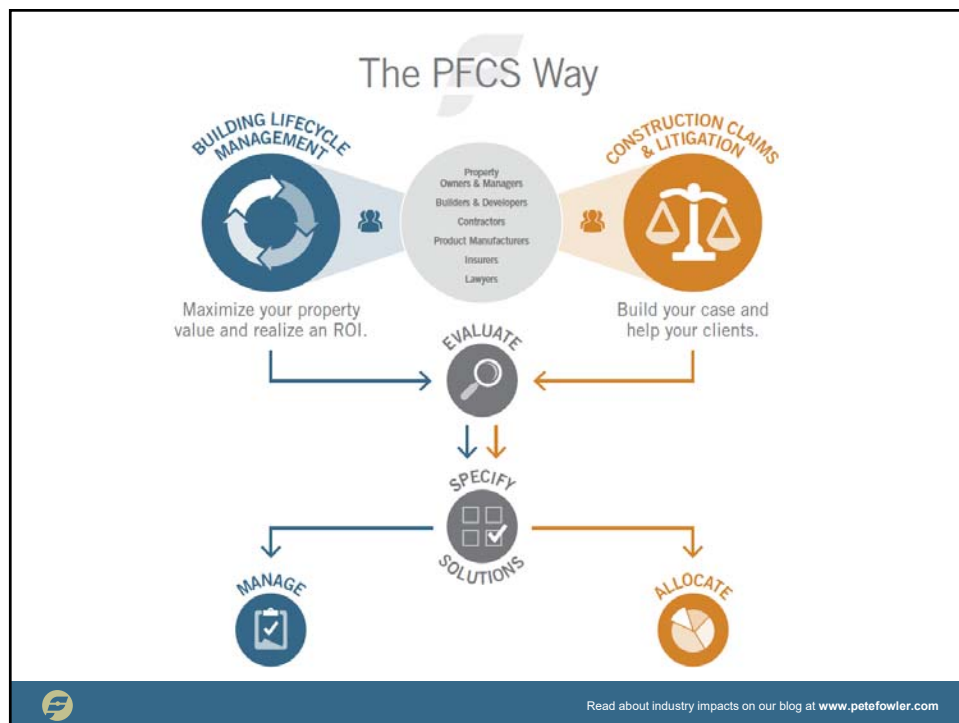 The PFCS Way
BUILDING LIFECYCLE
MANAGEMENT
Property
Owners & Managers
Builders & Developers
Contractors
Product Manufacturers
Insurers
Lawyers
CONSTRUCTION CLAIMS
& LITIGATION
Maximize your property
value and realize an ROI.
Build your case and
help your clients.
EVALUATE
SPECIFY
SOLUTIONS
MANAGE
ALLOCATE
Read about industry impacts on our blog at www.petefowler.com